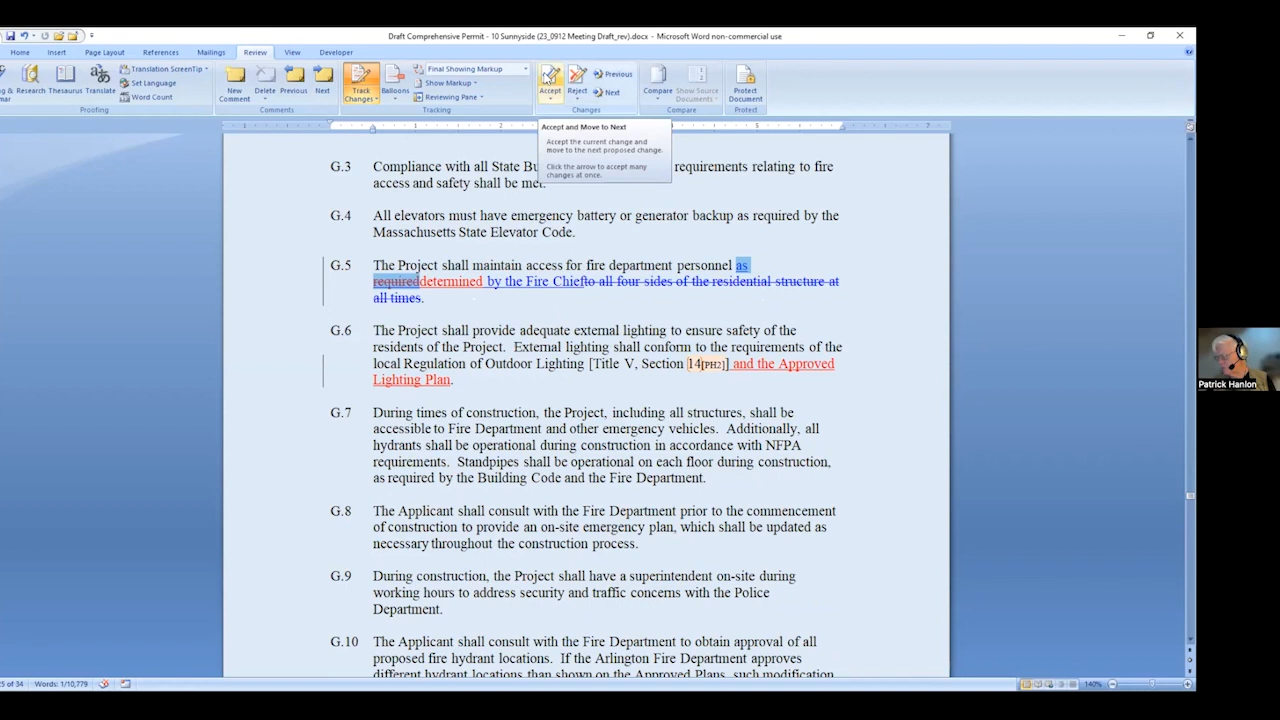 Draft Comprehensive Permit - 10 Sunnyside (23_0912 Meeting Draft_rev).docx - Microsoft Word non-commercial use
Home Insert Page Layout References Mailings Review View Developer
Research Thesaurus Translate
Translation ScreenTip
Set Language
Word Count
Proofing
New Comment Delete Previous Next
Comments
Track Changes Balloons
Final Showing Markup
Show Markup
Reviewing Pane
Tracking
Accept Reject Previous
Next
Changes
Compare Show Source Documents
Compare
Protect Document
Protect
Accept and Move to Next
Accept the current change and
move to the next proposed change.
Click the arrow to accept many
changes at once.
G.3 Compliance with all State Bu requirements relating to fire
access and safety shall be met.
G.4 All elevators must have emergency battery or generator backup as required by the
Massachusetts State Elevator Code.
G.5 The Project shall maintain access for fire department personnel as
requireddetermined by the Fire Chiefto all four sides of the residential structure at
all times.
G.6 The Project shall provide adequate external lighting to ensure safety of the
residents of the Project. External lighting shall conform to the requirements of the
local Regulation of Outdoor Lighting [Title V, Section 14[PH2]] and the Approved
Lighting Plan.
G.7 During times of construction, the Project, including all structures, shall be
accessible to Fire Department and other emergency vehicles. Additionally, all
hydrants shall be operational during construction in accordance with NFPA
requirements. Standpipes shall be operational on each floor during construction,
as required by the Building Code and the Fire Department.
G.8 The Applicant shall consult with the Fire Department prior to the commencement
of construction to provide an on-site emergency plan, which shall be updated as
necessary throughout the construction process.
G.9 During construction, the Project shall have a superintendent on-site during
working hours to address security and traffic concerns with the Police
Department.
G.10 The Applicant shall consult with the Fire Department to obtain approval of all
proposed fire hydrant locations. If the Arlington Fire Department approves
different hydrant locations than shown on the Approved Plans, such modification
5 of 34 Words: 1/10,779 140%
Patrick Hanlon